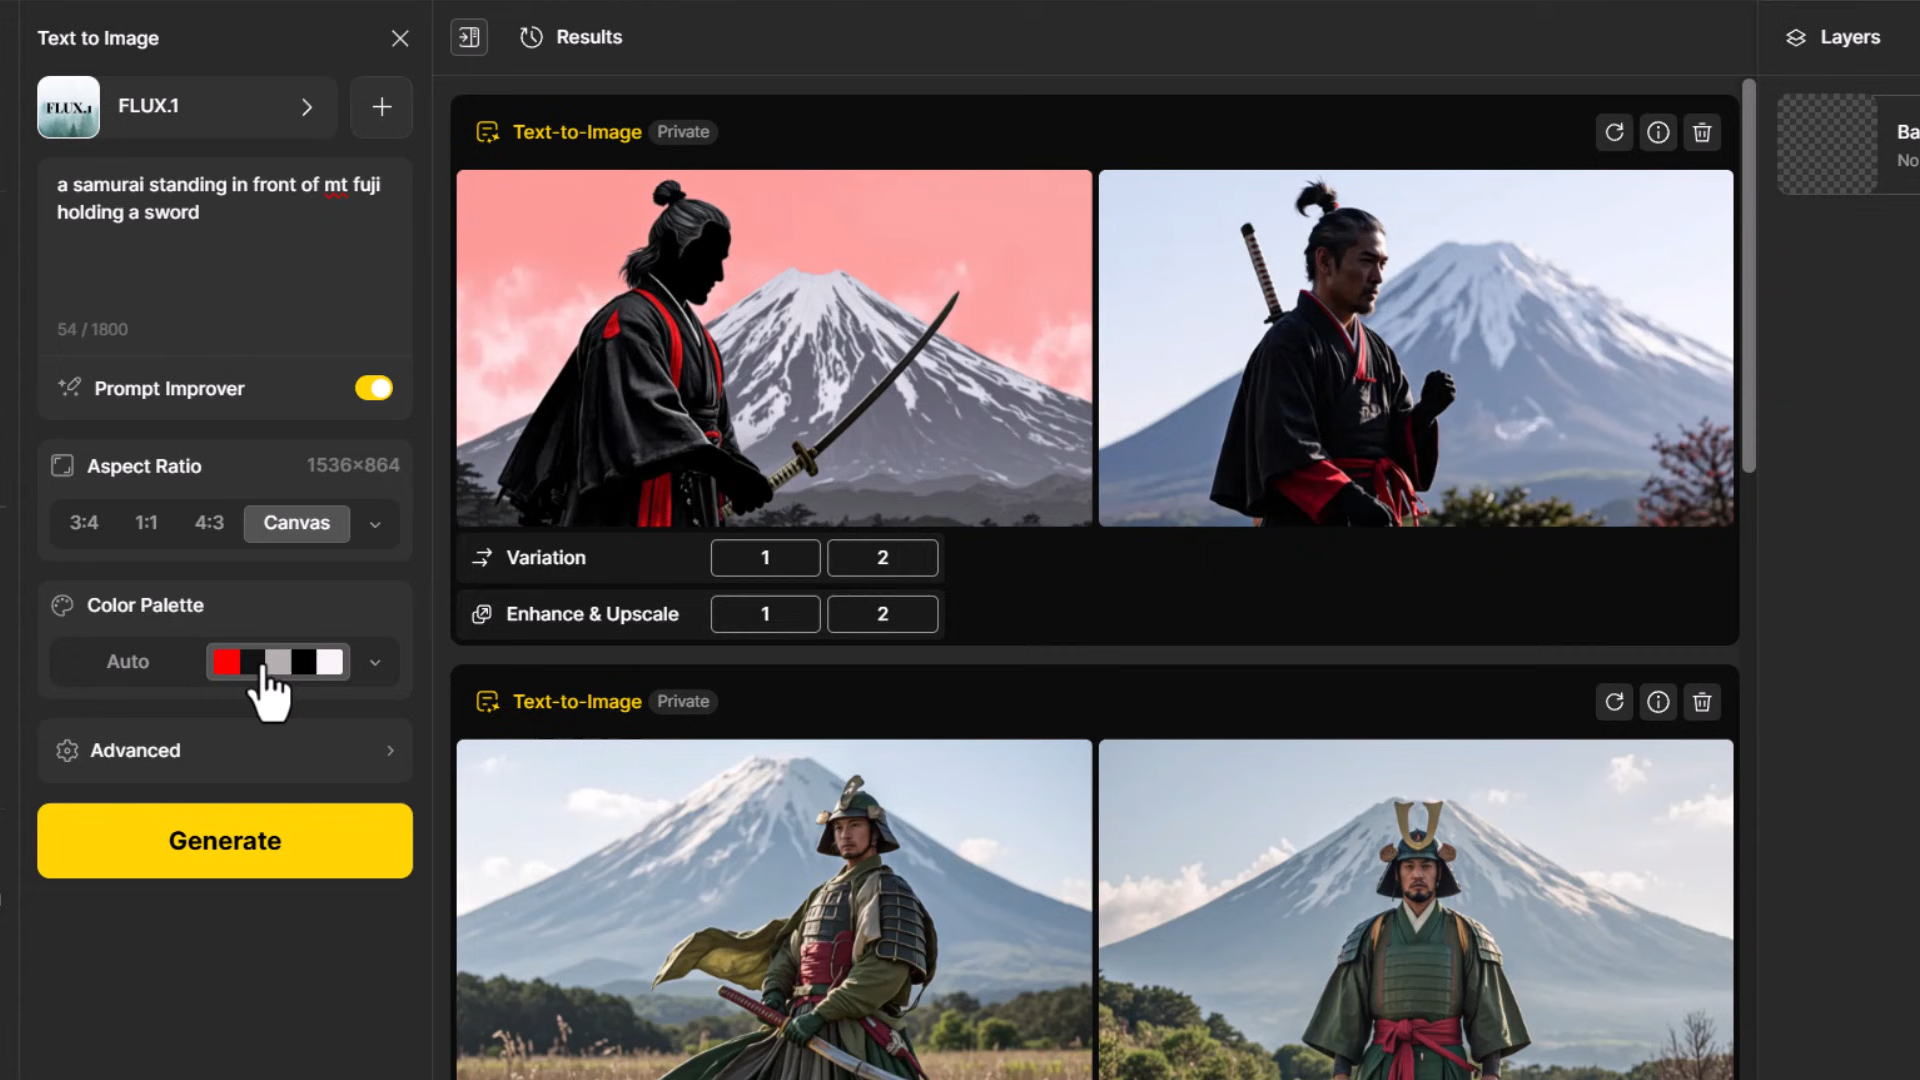 Text to Image
FLUX.1
FLUX.1
a samurai standing in front of mt fuji
holding a sword
54 / 1800
Prompt Improver
Aspect Ratio
1536×864
3:4
1:1
4:3
Canvas
Color Palette
Auto
Advanced
Generate
Results
Text-to-Image
Private
Variation
1
2
Enhance & Upscale
1
2
Text-to-Image
Private
Layers
Ba
No